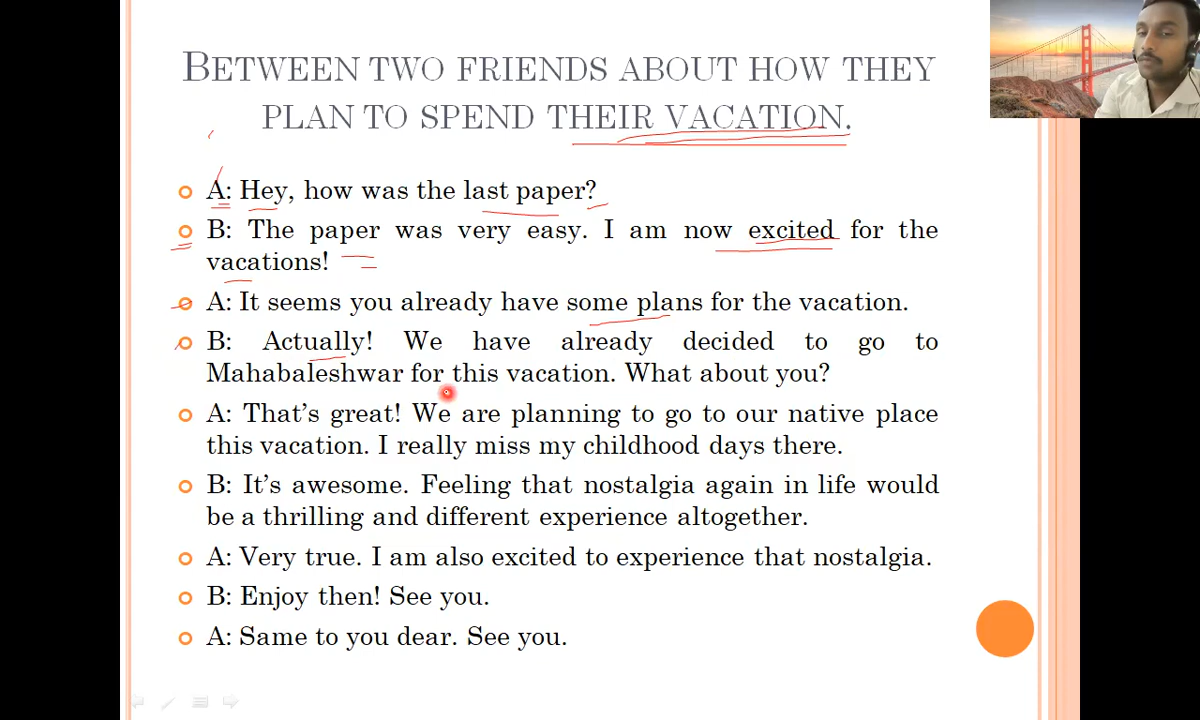 BETWEEN TWO FRIENDS ABOUT HOW THEY
PLAN TO SPEND THEIR VACATION.
A: Hey, how was the last paper?
B: The paper was very easy. I am now excited for the
vacations!
A: It seems you already have some plans for the vacation.
B: Actually! We have already decided to go to
Mahabaleshwar for this vacation. What about you?
A: That's great! We are planning to go to our native place
this vacation. I really miss my childhood days there.
B: It's awesome. Feeling that nostalgia again in life would
be a thrilling and different experience altogether.
A: Very true. I am also excited to experience that nostalgia.
B: Enjoy then! See you.
A: Same to you dear. See you.